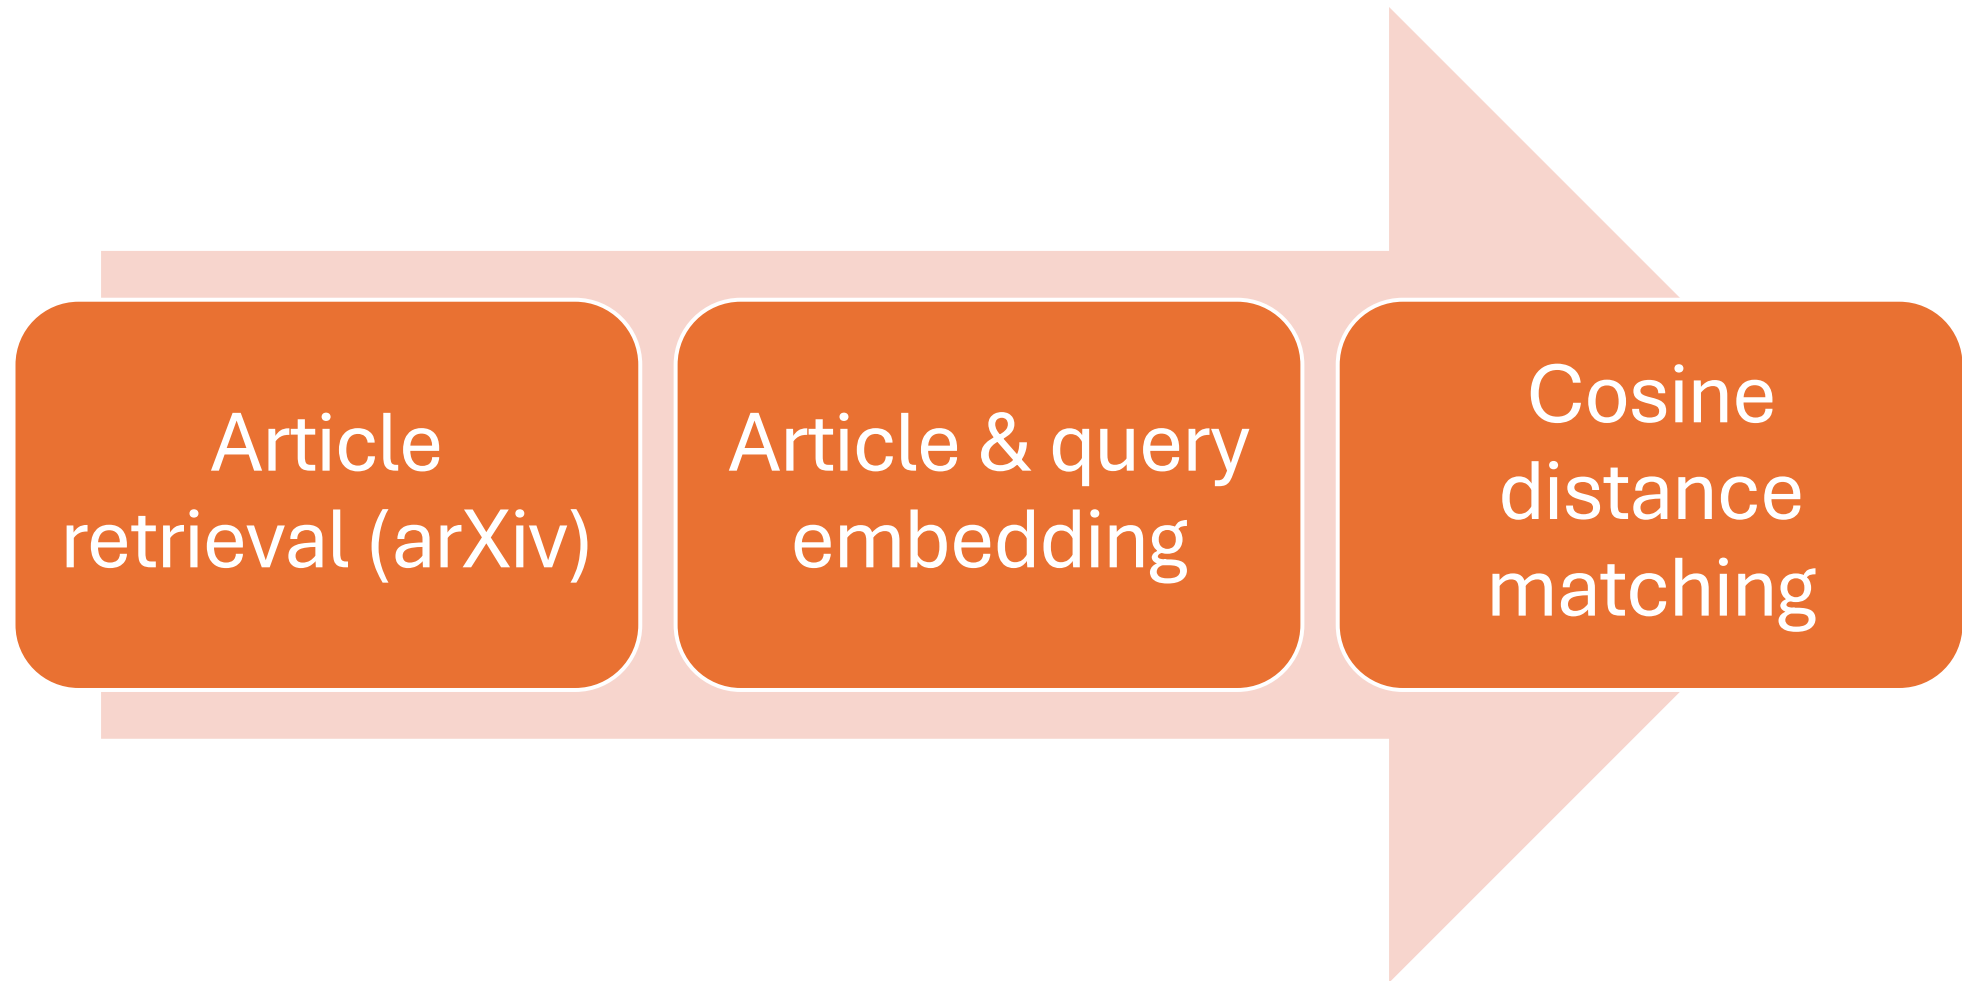 Article
retrieval (arXiv)
Article & query
embedding
Cosine
distance
matching